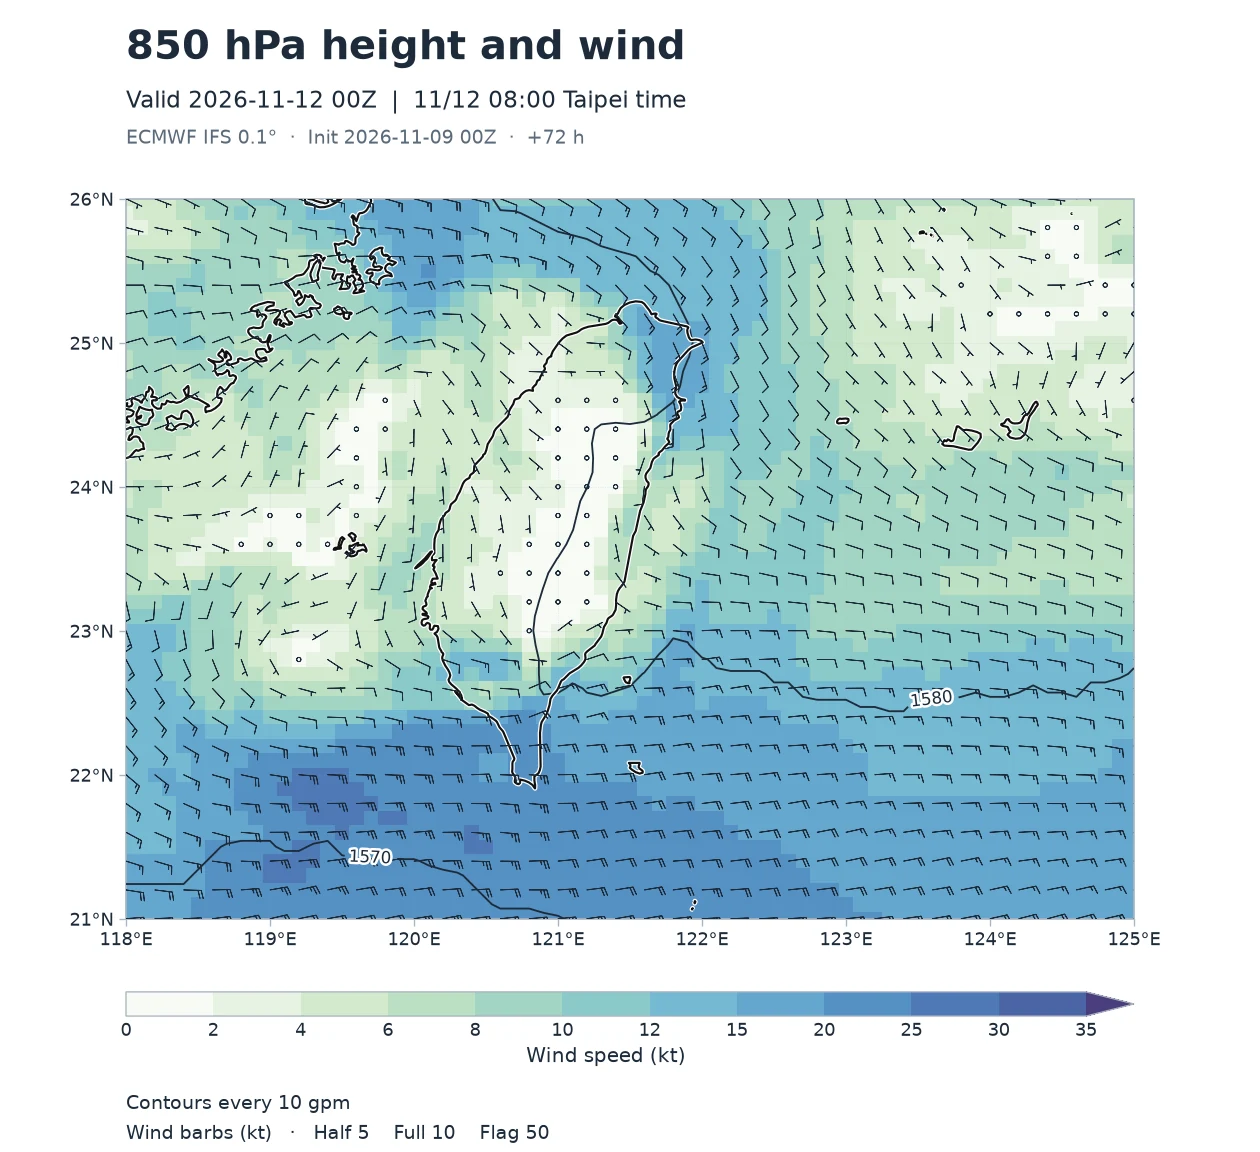 850 hPa height and wind
Valid 2026-11-12 00Z | 11/12 08:00 Taipei time
ECMWF IFS 0.1° · Init 2026-11-09 00Z · +72 h
26°N
25°N
24°N
23°N
22°N
21°N
1580
1570
118°E 119°E 120°E 121°E 122°E 123°E 124°E 125°E
0 2 4 6 8 10 12 15 20 25 30 35
Wind speed (kt)
Contours every 10 gpm
Wind barbs (kt) · Half 5 Full 10 Flag 50